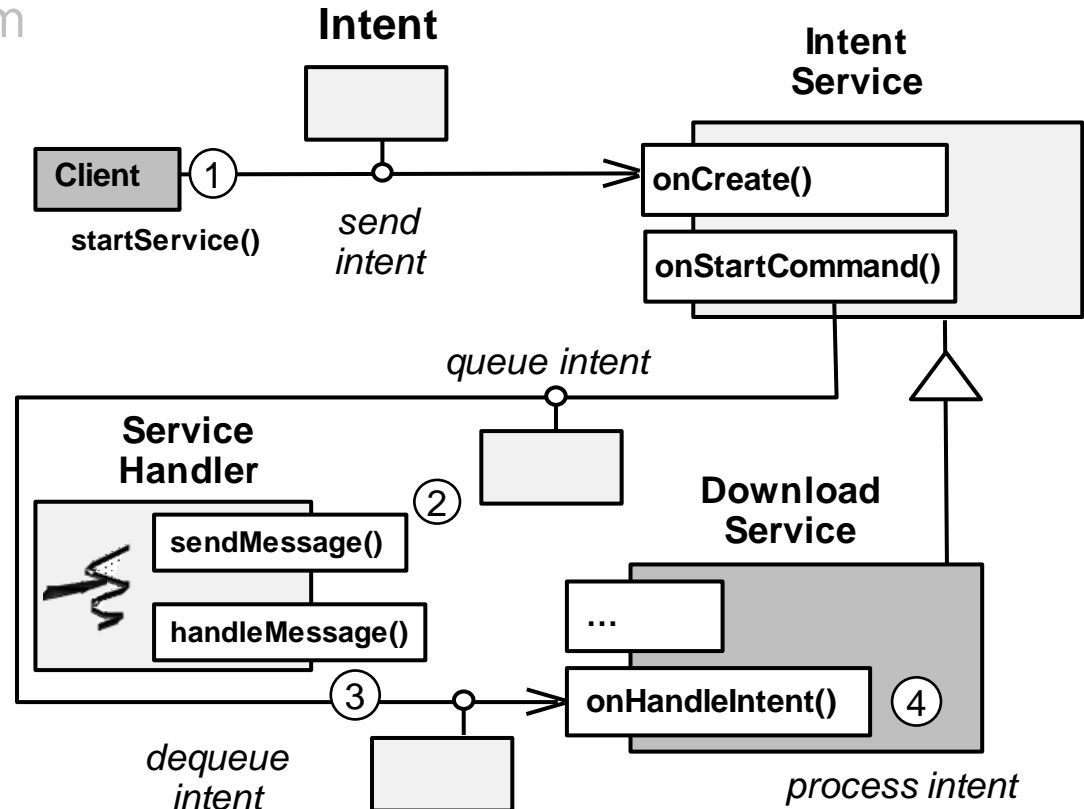 m
Intent
Intent
Service
Client
1
onCreate()
startService()
send
intent
onStartCommand()
queue intent
Service
Handler
2
Download
Service
sendMessage()
...
handleMessage()
3
onHandleIntent()
4
dequeue
intent
process intent